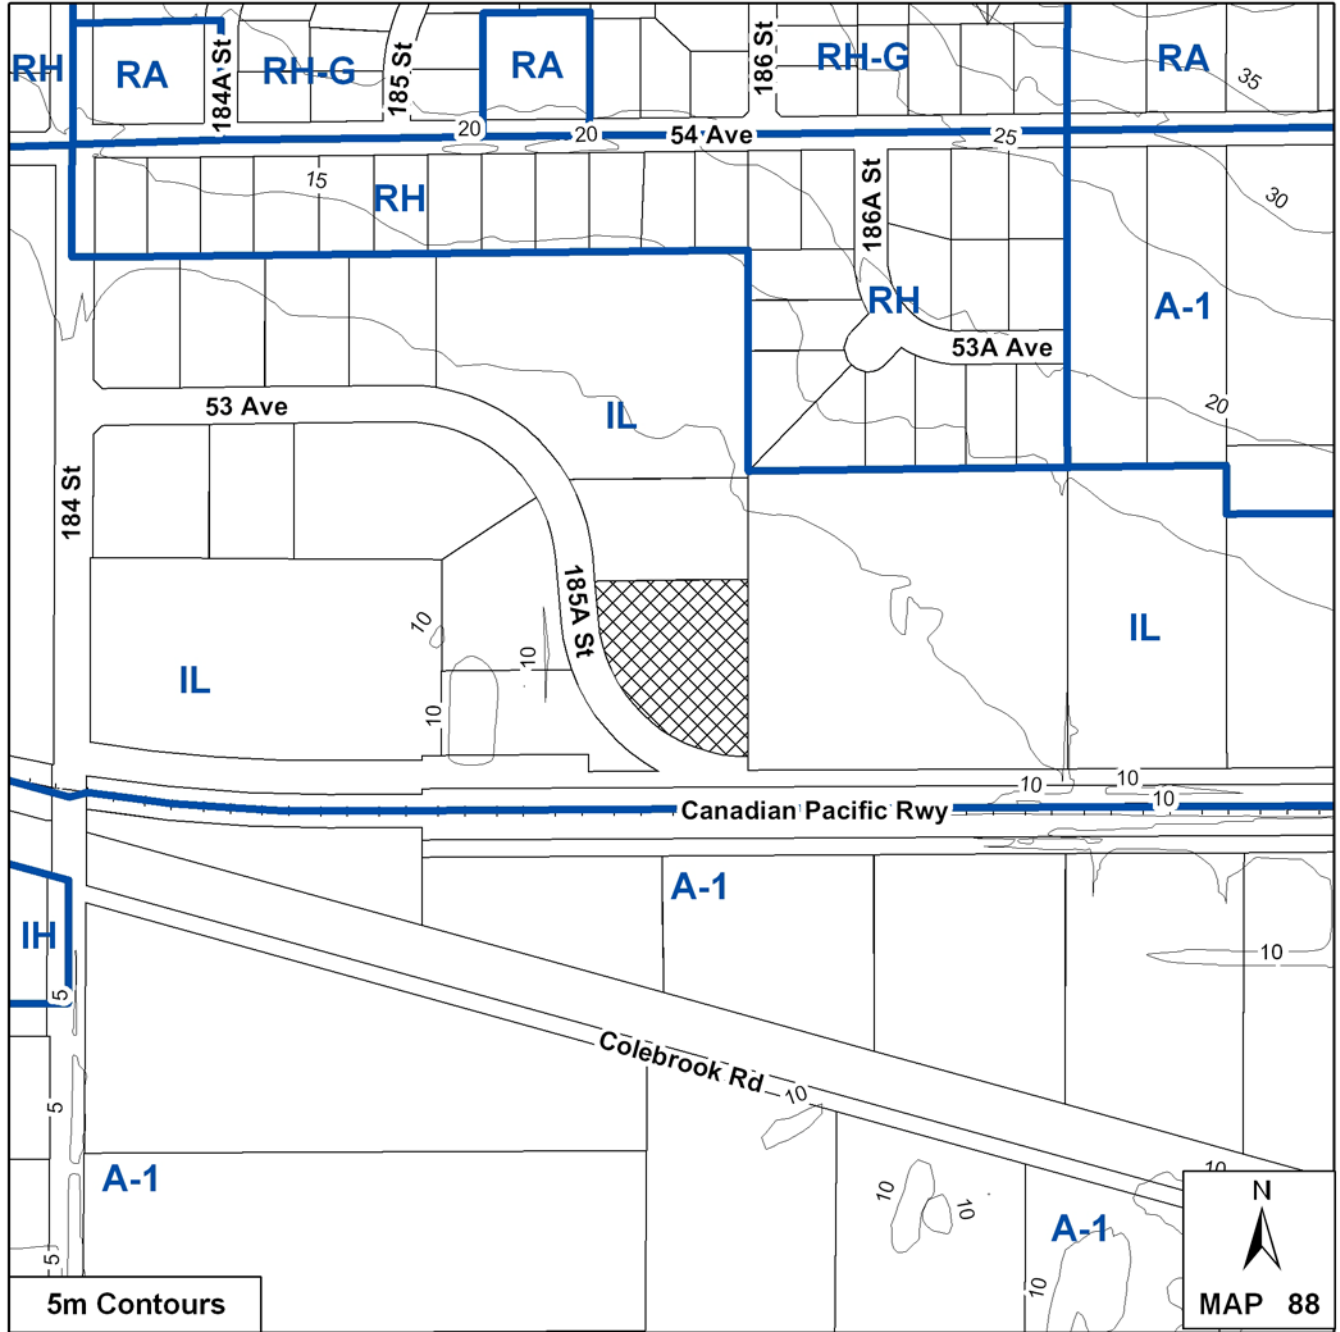 RH
RA
184A St
RH-G
185 St
RA
186 St
RH-G
RA
35
20
20
54 Ave
25
15
RH
186A St
30
RH
A-1
53A Ave
53 Ave
IL
20
184 St
185A St
10
10
IL
10
IL
10
10
10
Canadian Pacific Rwy
A-1
IH
10
5
Colebrook Rd
10
5
A-1
10
10
10
A-1
N
5
10
5m Contours
MAP 88